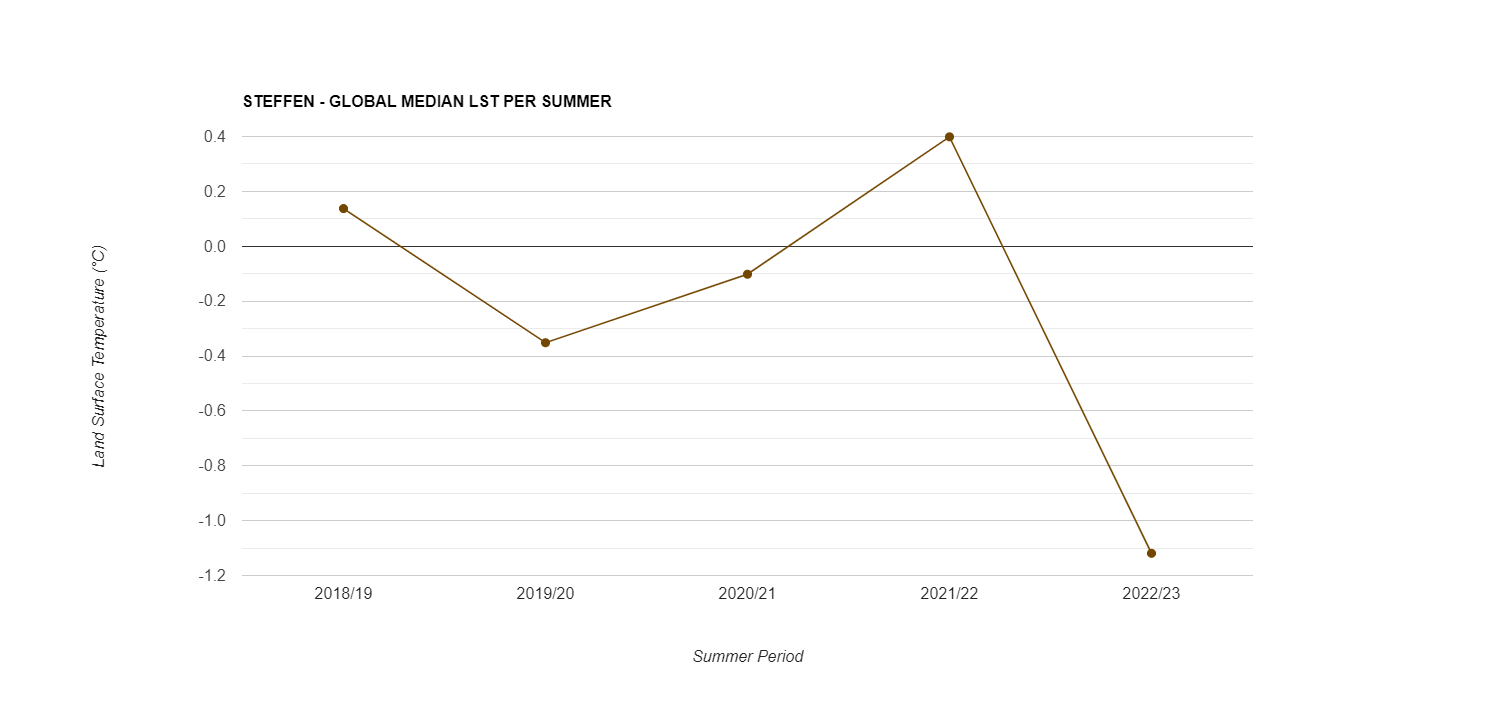 STEFFEN - GLOBAL MEDIAN LST PER SUMMER
0.4
0.2
0.0
-0.2
-0.4
-0.6
-0.8
-1.0
-1.2
Land Surface Temperature (°C)
2018/19 2019/20 2020/21 2021/22 2022/23
Summer Period